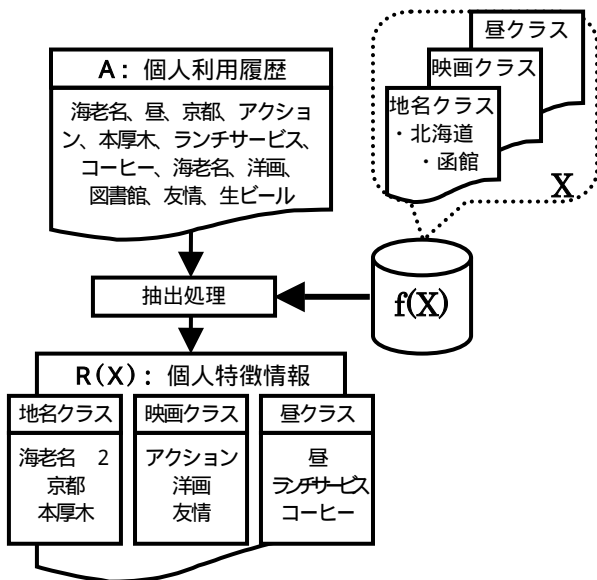 昼クラス
映画クラス
地名クラス
・北海道
・函館
X
A: 個人利用履歴
海老名、昼、京都、アクショ
ン、本厚木、ランチサービス、
コーヒー、海老名、洋画、
図書館、友情、生ビール
抽出処理
f(X)
R(X): 個人特徴情報
地名クラス
海老名 2
京都
本厚木
映画クラス
アクション
洋画
友情
昼クラス
昼
ランチサービス
コーヒー